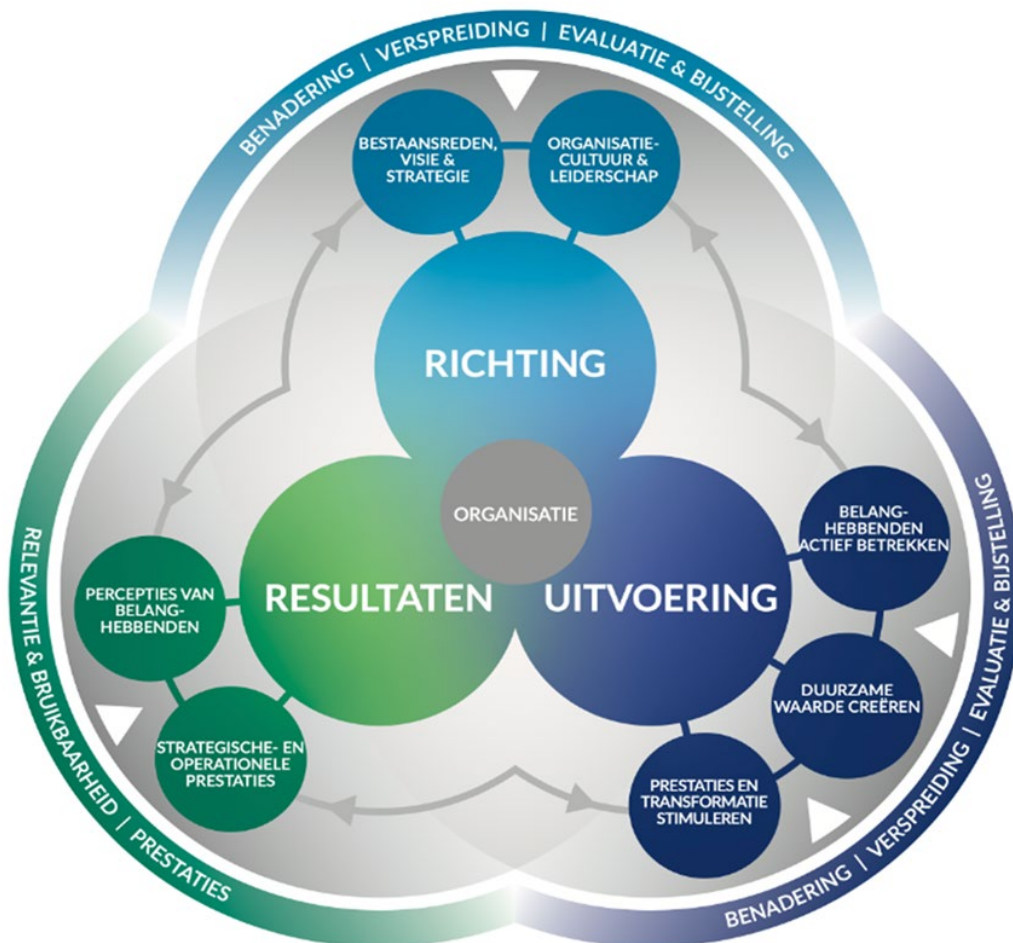 BENADERING | VERSPREIDING | EVALUATIE & BIJSTELLING
BESTAANSREDEN,
VISIE &
STRATEGIE
ORGANISATIE-
CULTUUR &
LEIDERSCHAP
RICHTING
ORGANISATIE
RESULTATEN
UITVOERING
BELANG-
HEBBENDEN
ACTIEF BETREKKEN
DUURZAME
WAARDE CREËREN
PRESTATIES EN
TRANSFORMATIE
STIMULEREN
BENADERING | VERSPREIDING | EVALUATIE & BIJSTELLING
PERCEPTIES VAN
BELANG-
HEBBENDEN
STRATEGISCHE- EN
OPERATIONELE
PRESTATIES
RELEVANTIE & BRUIKBAARHEID | PRESTATIES